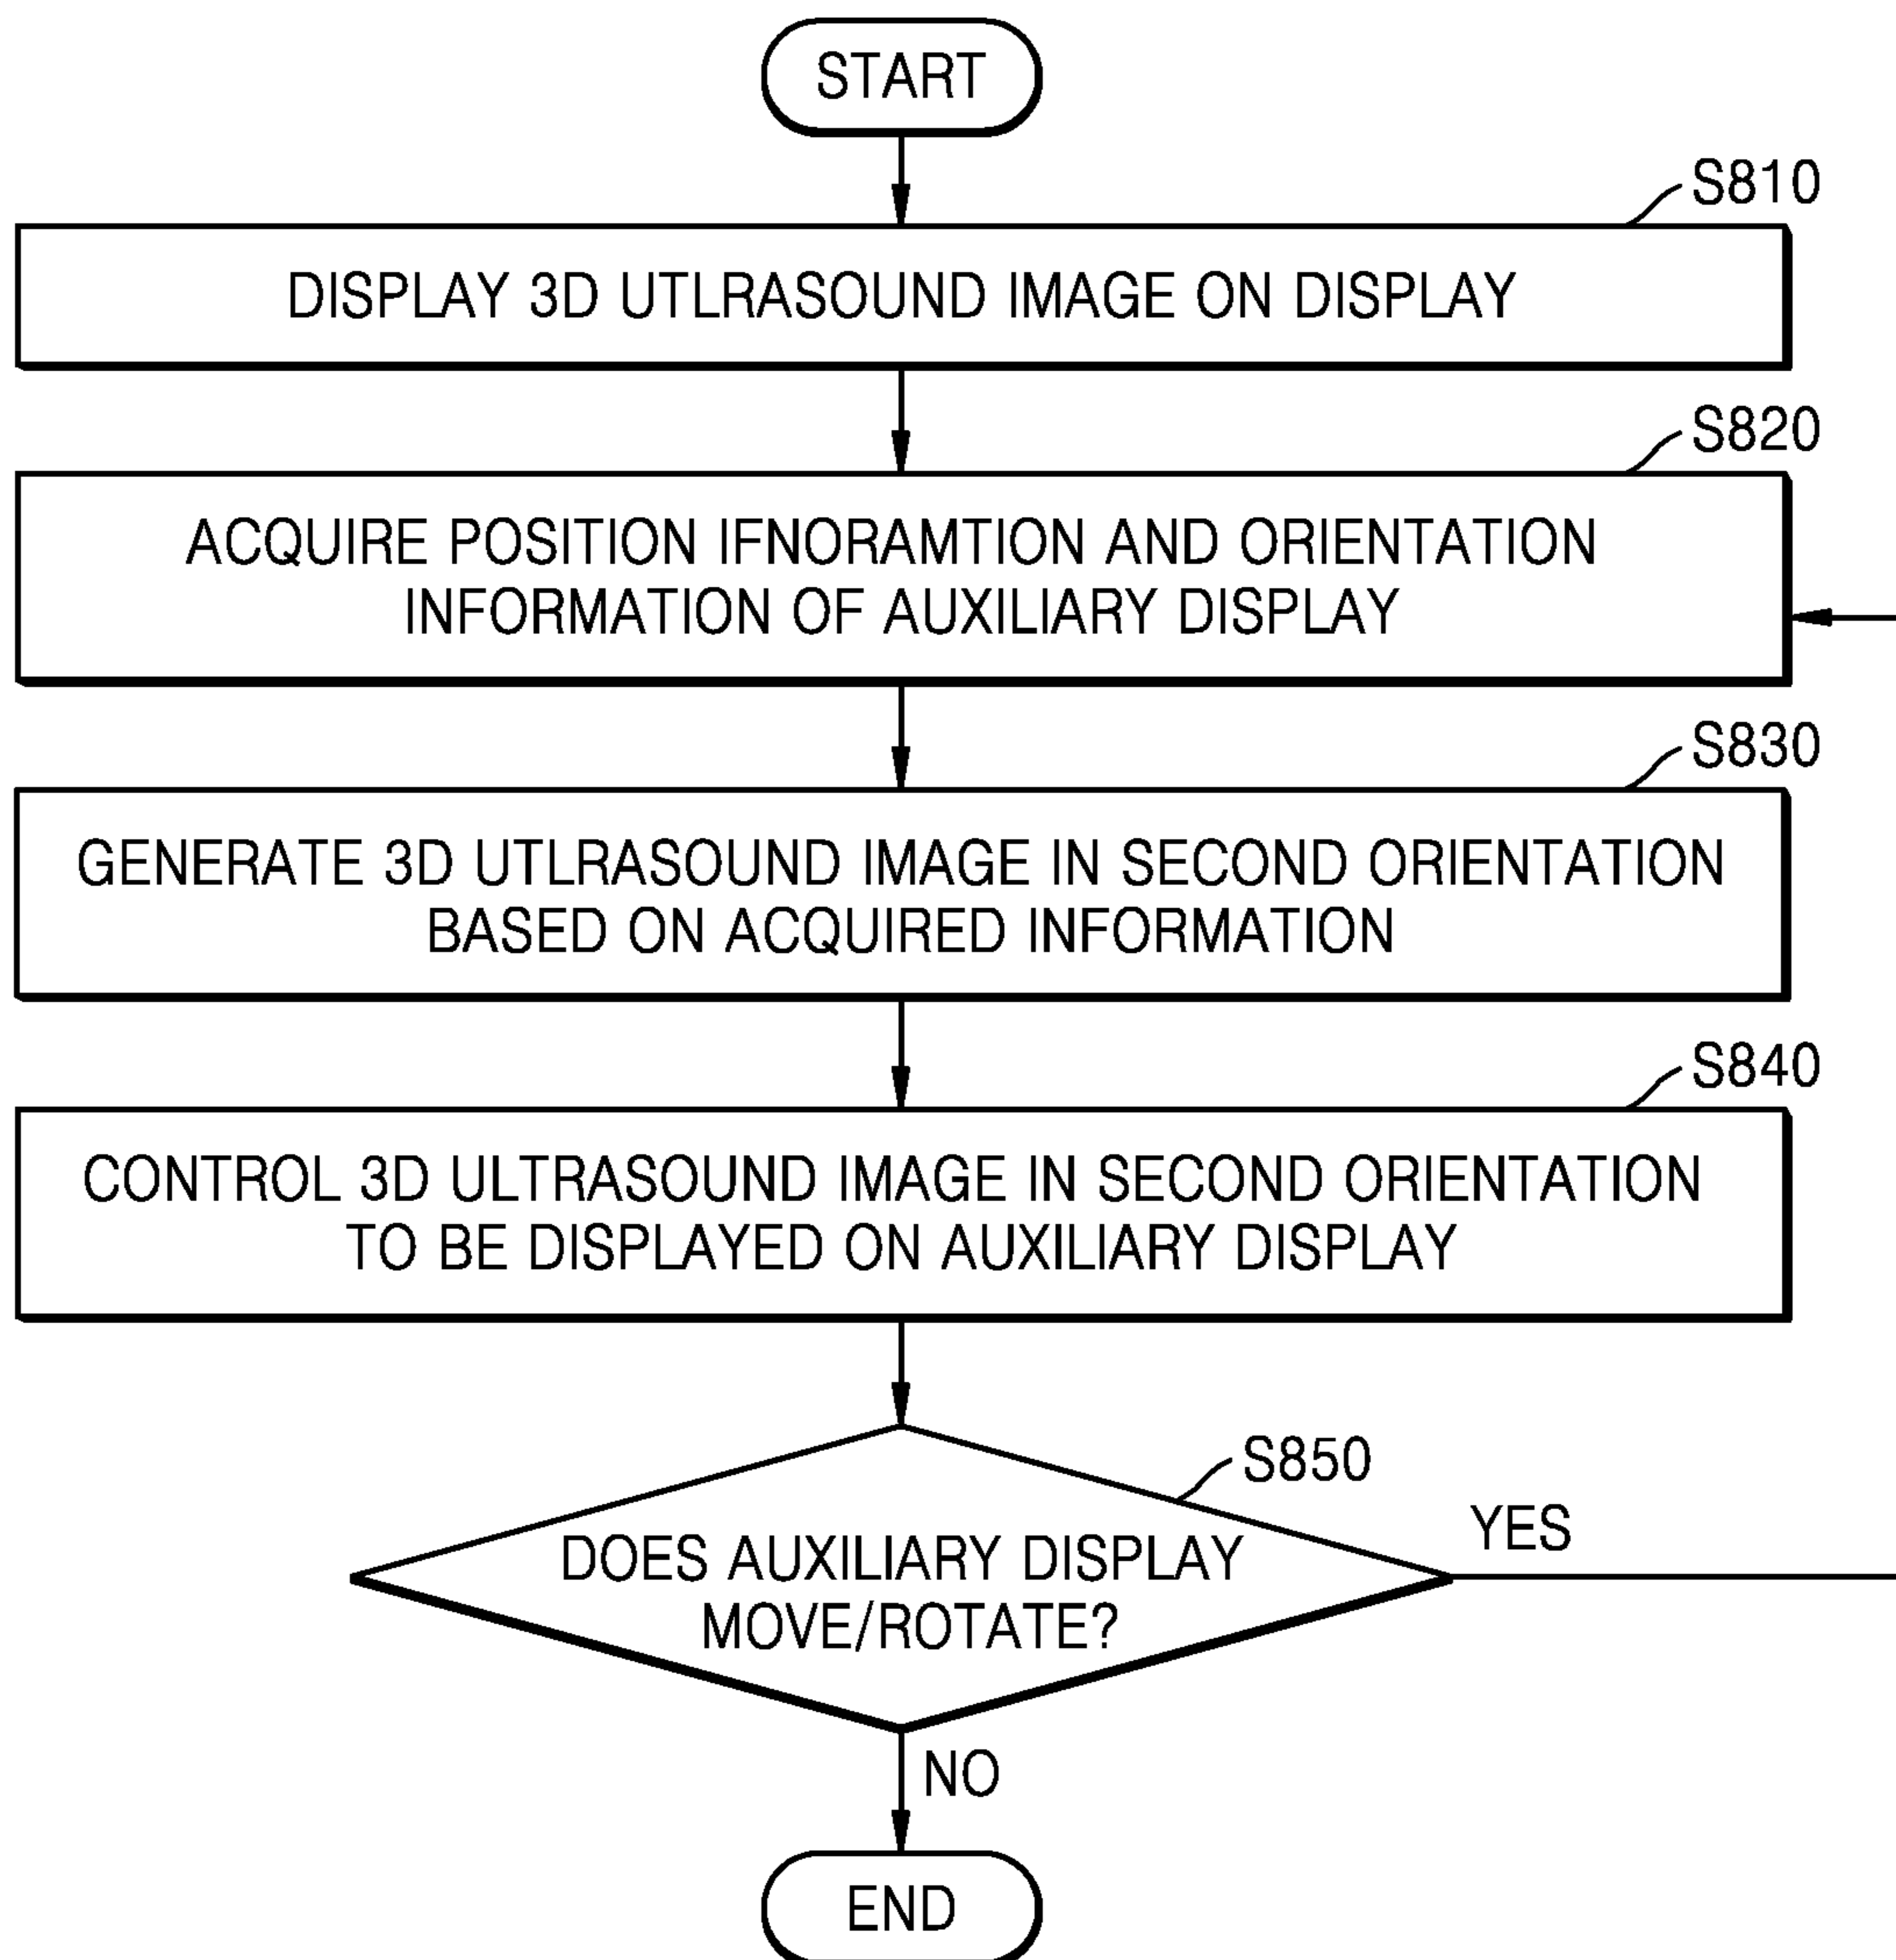 START
S810
DISPLAY 3D UTLRASOUND IMAGE ON DISPLAY
S820
ACQUIRE POSITION IFNORAMTION AND ORIENTATION
INFORMATION OF AUXILIARY DISPLAY
S830
GENERATE 3D UTLRASOUND IMAGE IN SECOND ORIENTATION
BASED ON ACQUIRED INFORMATION
S840
CONTROL 3D ULTRASOUND IMAGE IN SECOND ORIENTATION
TO BE DISPLAYED ON AUXILIARY DISPLAY
S850
DOES AUXILIARY DISPLAY
MOVE/ROTATE?
YES
NO
END